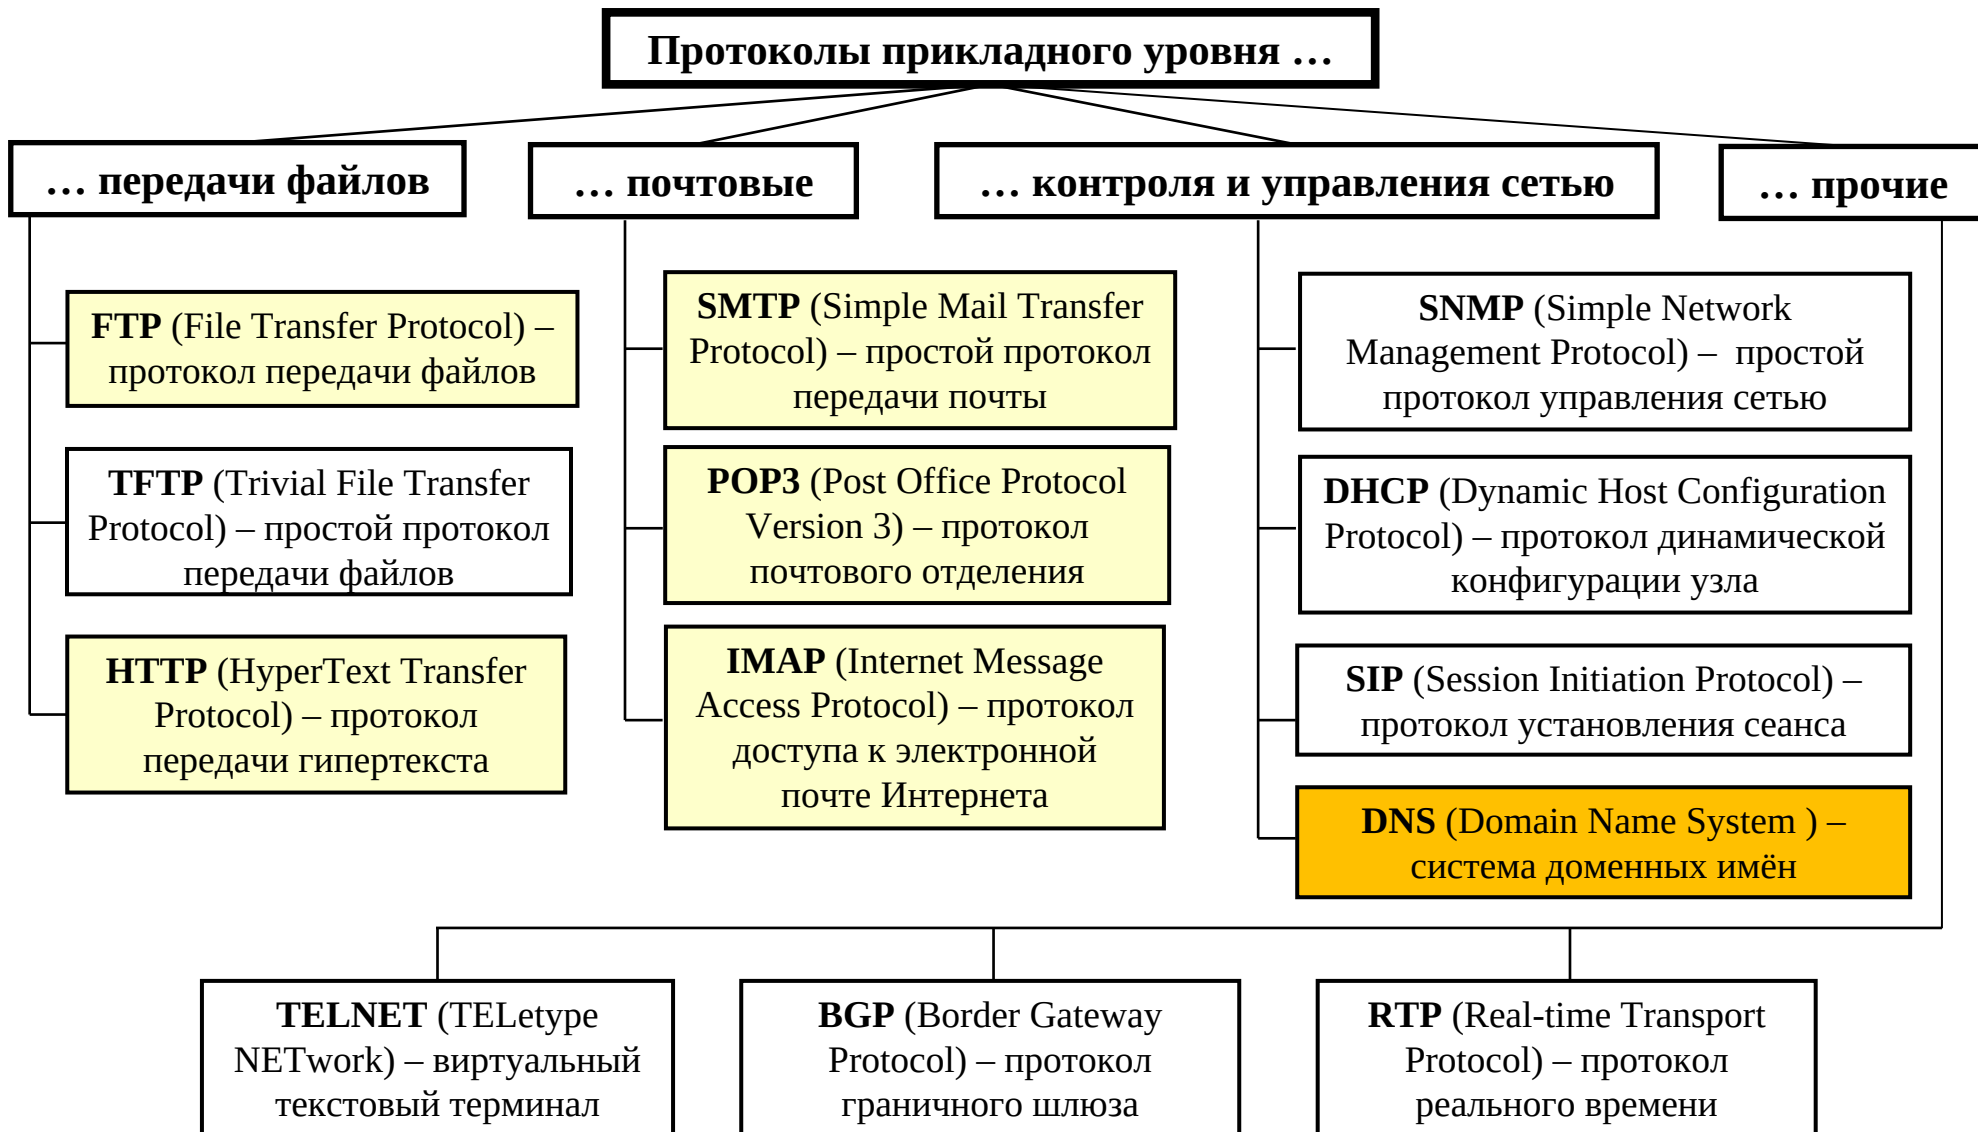 Протоколы прикладного уровня …
… передачи файлов
… почтовые
… контроля и управления сетью
… прочие
FTP (File Transfer Protocol) –
протокол передачи файлов
TFTP (Trivial File Transfer
Protocol) – простой протокол
передачи файлов
HTTP (HyperText Transfer
Protocol) – протокол
передачи гипертекста
SMTP (Simple Mail Transfer
Protocol) – простой протокол
передачи почты
POP3 (Post Office Protocol
Version 3) – протокол
почтового отделения
IMAP (Internet Message
Access Protocol) – протокол
доступа к электронной
почте Интернета
SNMP (Simple Network
Management Protocol) – простой
протокол управления сетью
DHCP (Dynamic Host Configuration
Protocol) – протокол динамической
конфигурации узла
SIP (Session Initiation Protocol) –
протокол установления сеанса
DNS (Domain Name System ) –
система доменных имён
TELNET (TELetype
NETwork) – виртуальный
текстовый терминал
BGP (Border Gateway
Protocol) – протокол
граничного шлюза
RTP (Real-time Transport
Protocol) – протокол
реального времени